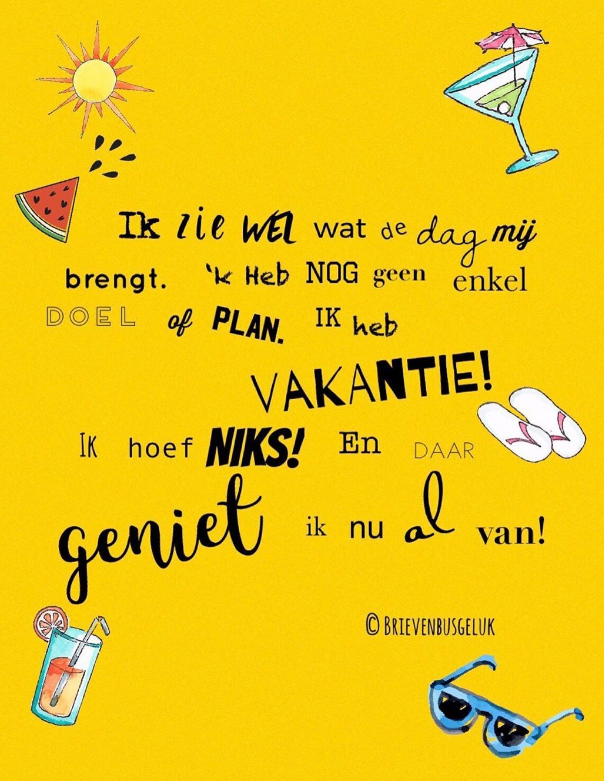 Ik zie WEL wat de dag mij
brengt. 'k Heb NOG geen enkel
DOEL of PLAN. IK heb
VAKANTIE!
IK hoef NIKS! En DAAR
geniet ik nu al van!
© BRIEVENBUSGELUK